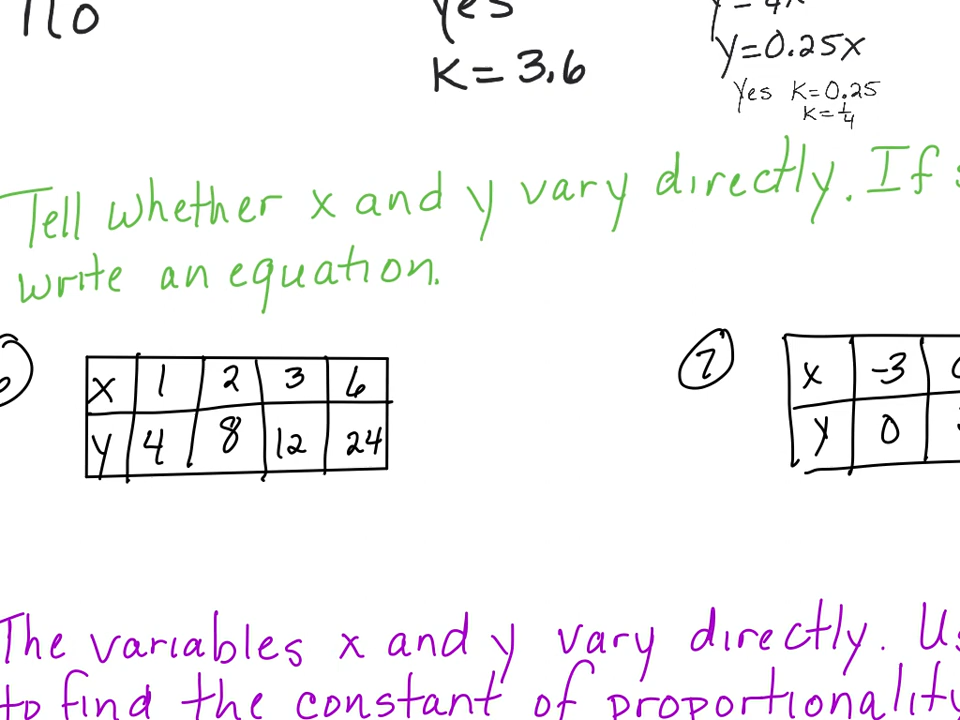 no
yes
K = 3.6
y = 4x
y = 0.25x
Yes K = 0.25
K = 1/4
Tell whether x and y vary directly. If
write an equation.
x 1 2 3 6
y 4 8 12 24
7
x -3
y 0
The variables x and y vary directly.
to find the constant of proportionality